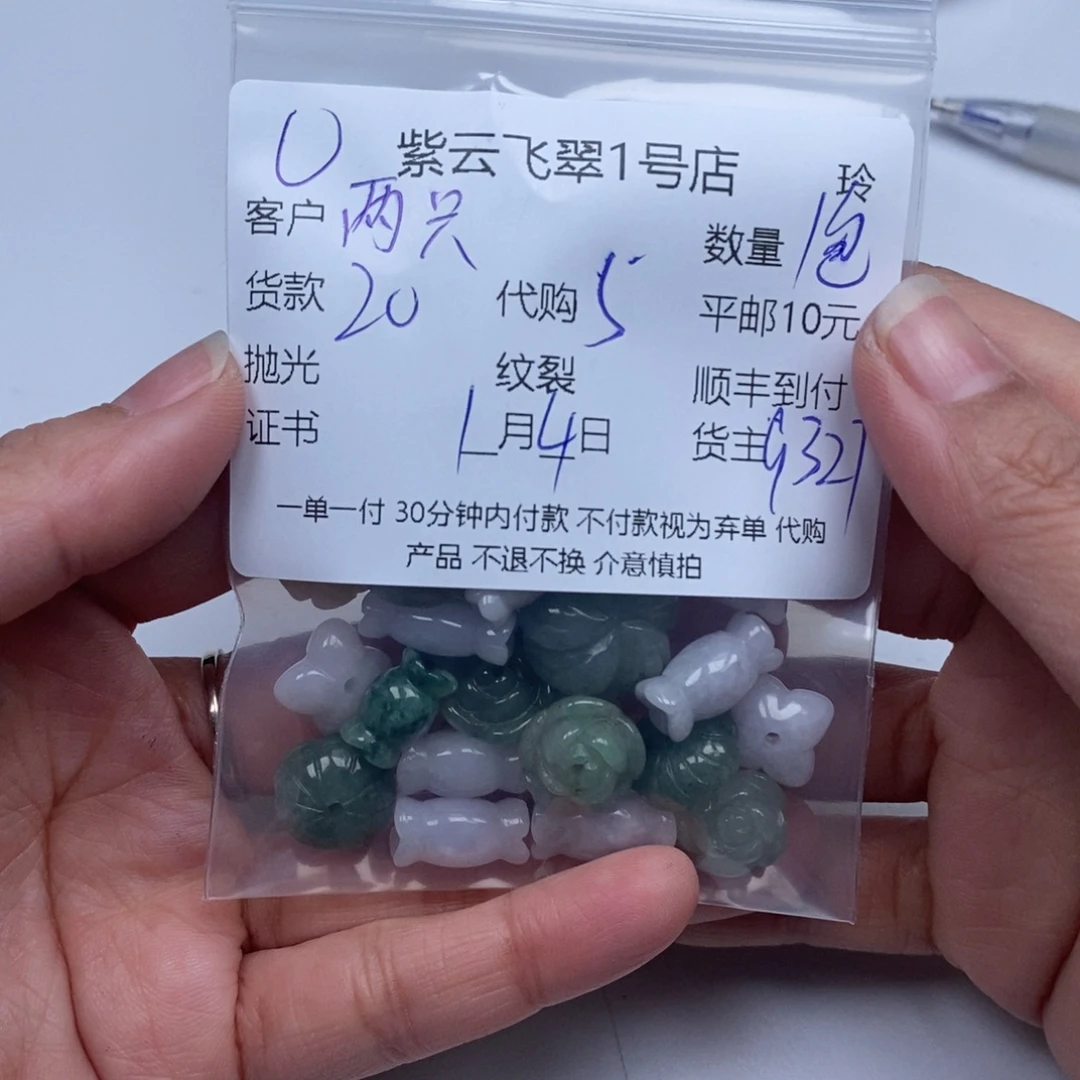 U 紫云飞翠1号店 玲
客户 两只 数量 1包
货款 20 代购 5 平邮10元
抛光 纹裂 顺丰到付
证书 1月4日 货主 G327
一单一付 30分钟内付款 不付款视为弃单 代购
产品 不退不换 介意慎拍